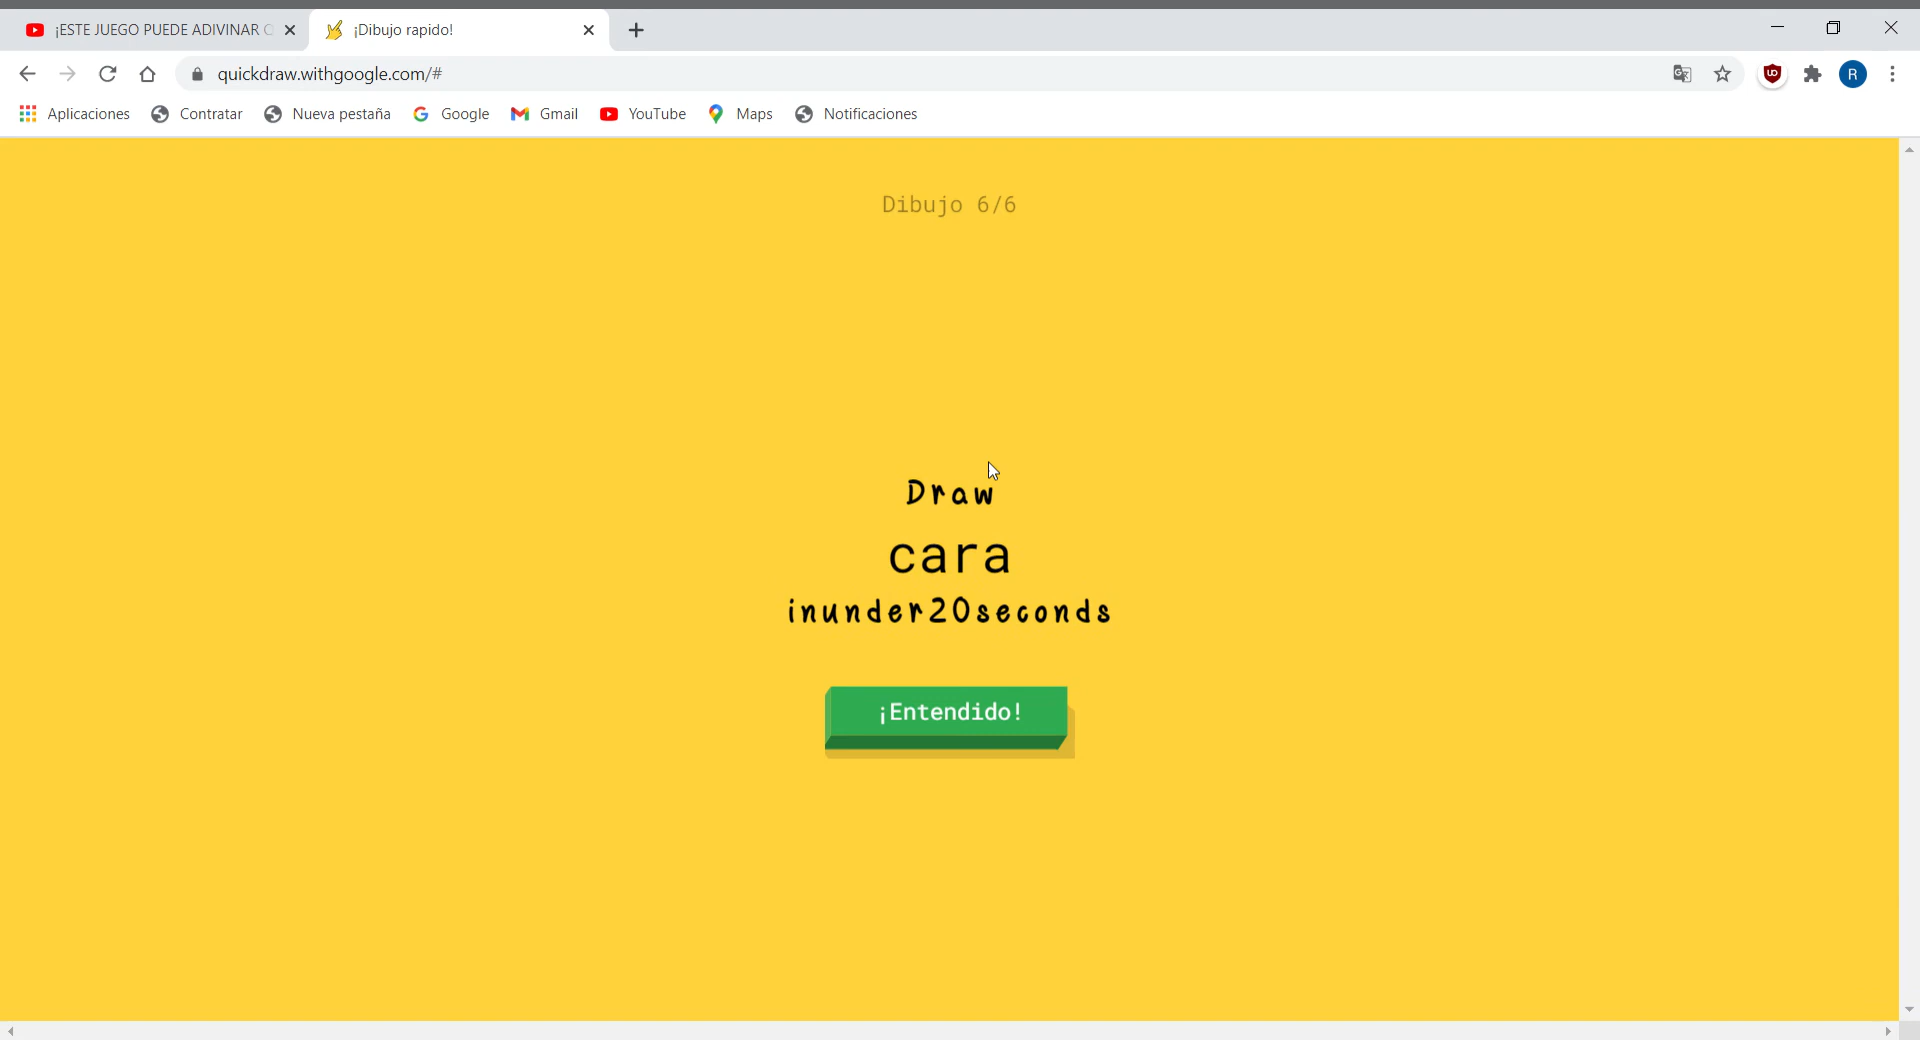 ¡ESTE JUEGO PUEDE ADIVINAR
¡Dibujo rapido!
quickdraw.withgoogle.com/#
R
Aplicaciones
Contratar
Nueva pestaña
Google
Gmail
YouTube
Maps
Notificaciones
Dibujo 6/6
Draw
cara
inunder20seconds
¡Entendido!